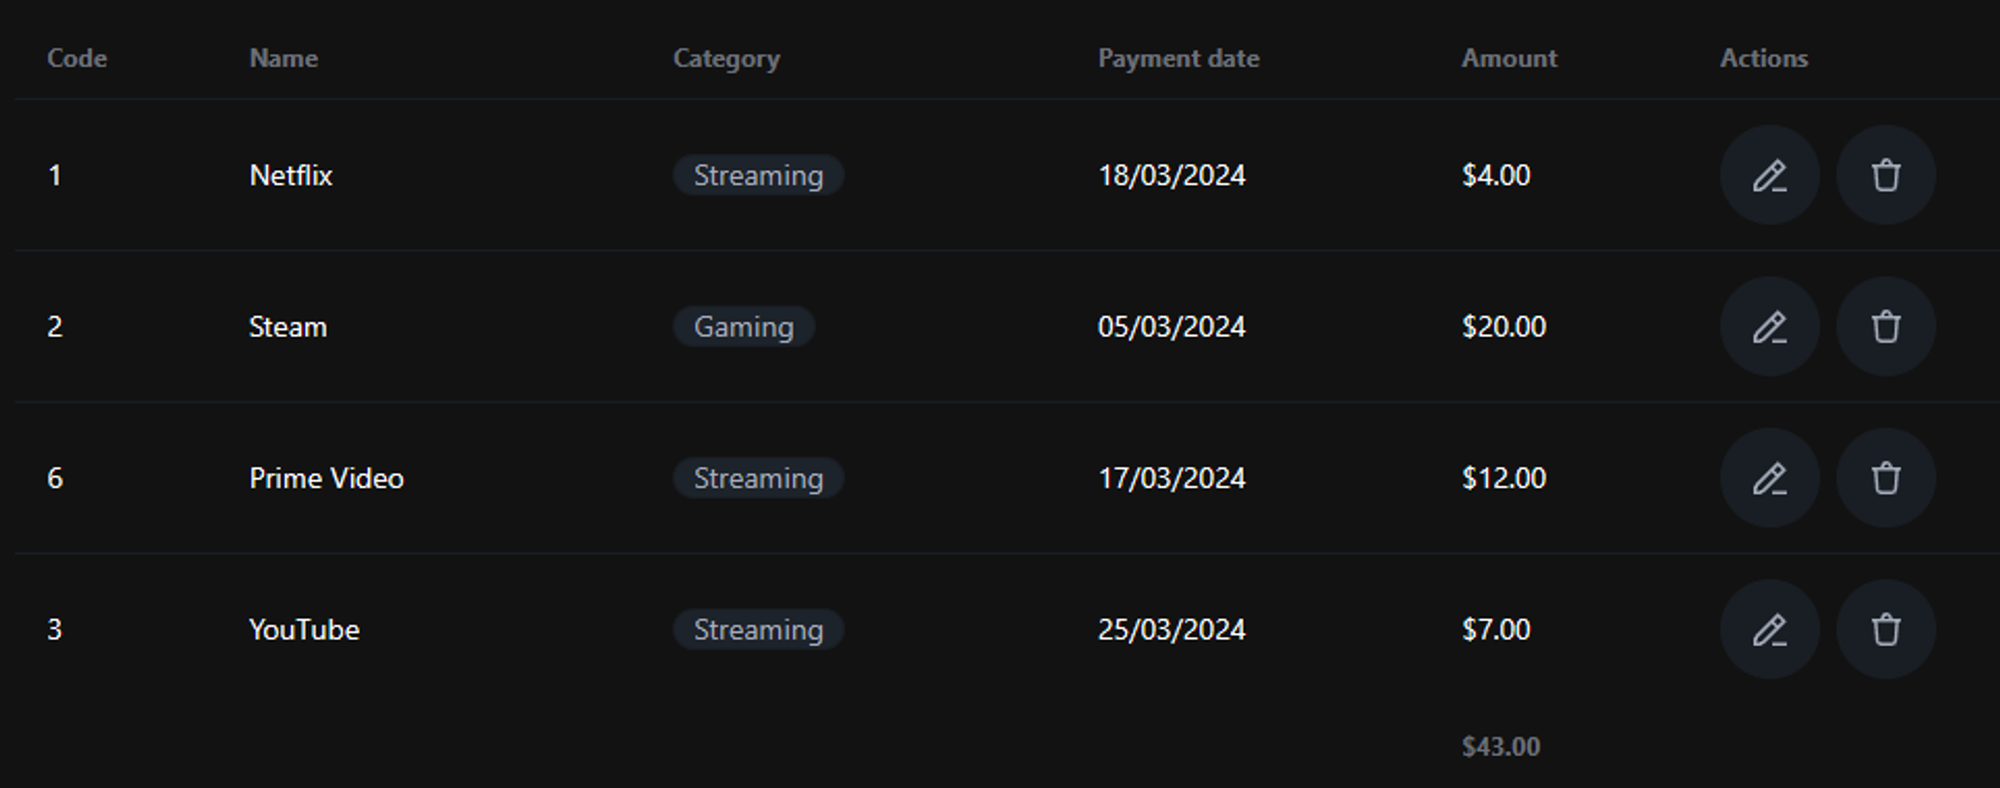 Code Name Category Payment date Amount Actions
1 Netflix Streaming 18/03/2024 $4.00
2 Steam Gaming 05/03/2024 $20.00
6 Prime Video Streaming 17/03/2024 $12.00
3 YouTube Streaming 25/03/2024 $7.00
$43.00